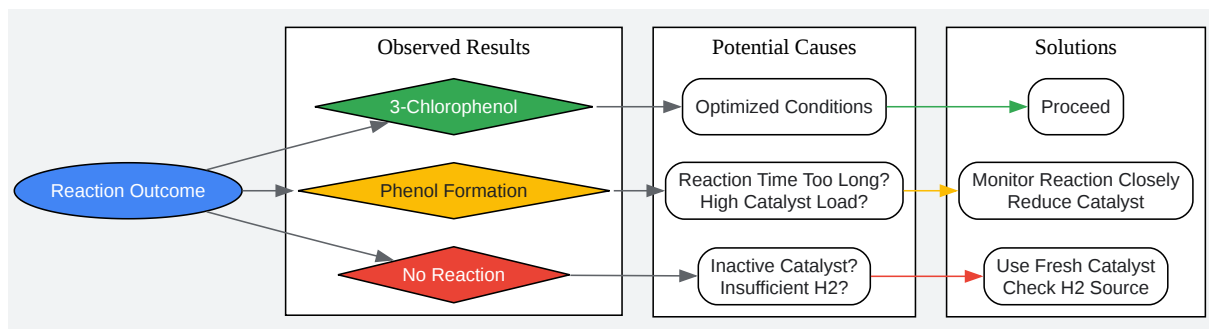 Observed Results
Potential Causes
Solutions
3-Chlorophenol
Optimized Conditions
Proceed
Reaction Outcome
Phenol Formation
Reaction Time Too Long?
High Catalyst Load?
Monitor Reaction Closely
Reduce Catalyst
No Reaction
Inactive Catalyst?
Insufficient H2?
Use Fresh Catalyst
Check H2 Source